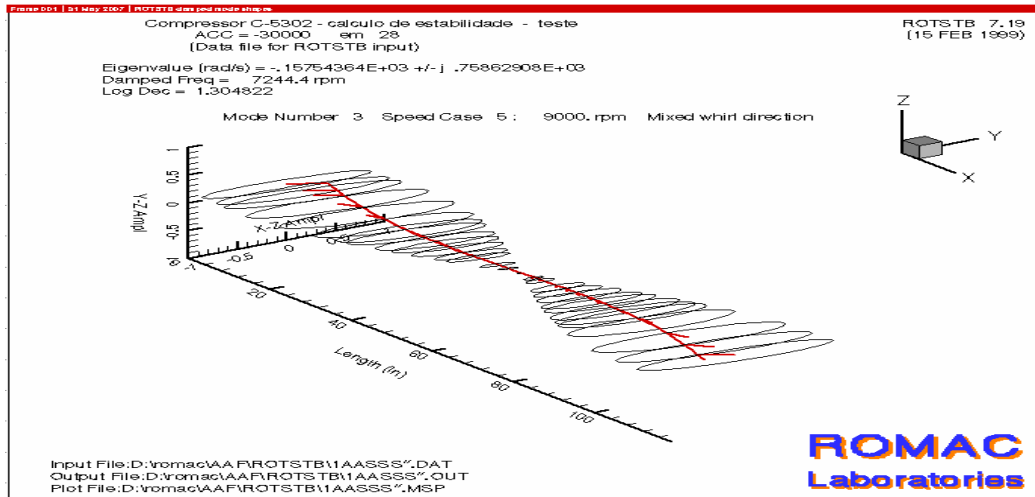 Frame 001 | 31 May 2007 | ROTSTB damped mode shapes
Compressor C-5302 - calculo de estabilidade - teste
ACC = -30000 em 28
(Data file for ROTSTB input)
ROTSTB 7.19
(15 FEB 1999)
Eigenvalue (rad/s) = -.15754364E+03 +/- j .75862908E+03
Damped Freq = 7244.4 rpm
Log Dec = 1.304822
Mode Number 3 Speed Case 5: 9000. rpm Mixed whirl direction
Z
Y
X
1
0.5
0
-0.5
Y-Z Ampl
X-Z Ampl
-1
-0.5
0
0.5
1
20
40
60
80
100
Length (in)
ROMAC
Laboratories
Input File:D:\romac\AAF\ROTSTB\1AASSS".DAT
Output File:D:\romac\AAF\ROTSTB\1AASSS".OUT
Plot File:D:\romac\AAF\ROTSTB\1AASSS".MSP